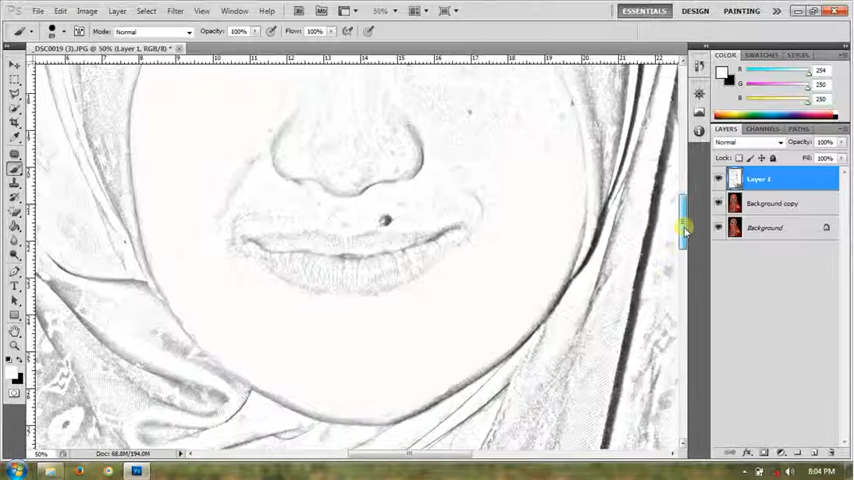 File Edit Image Layer Select Filter View Window Help 50%
ESSENTIALS DESIGN PAINTING
Mode: Normal Opacity: 100% Flow: 100%
_DSC0019 (3).JPG @ 50% (Layer 1, RGB/8) *
COLOR SWATCHES STYLES
R 254
G 250
B 250
LAYERS CHANNELS PATHS
Normal Opacity: 100%
Lock: Fill: 100%
Layer 1
Background copy
Background
50% Doc: 68.8M/194.0M
8:04 PM